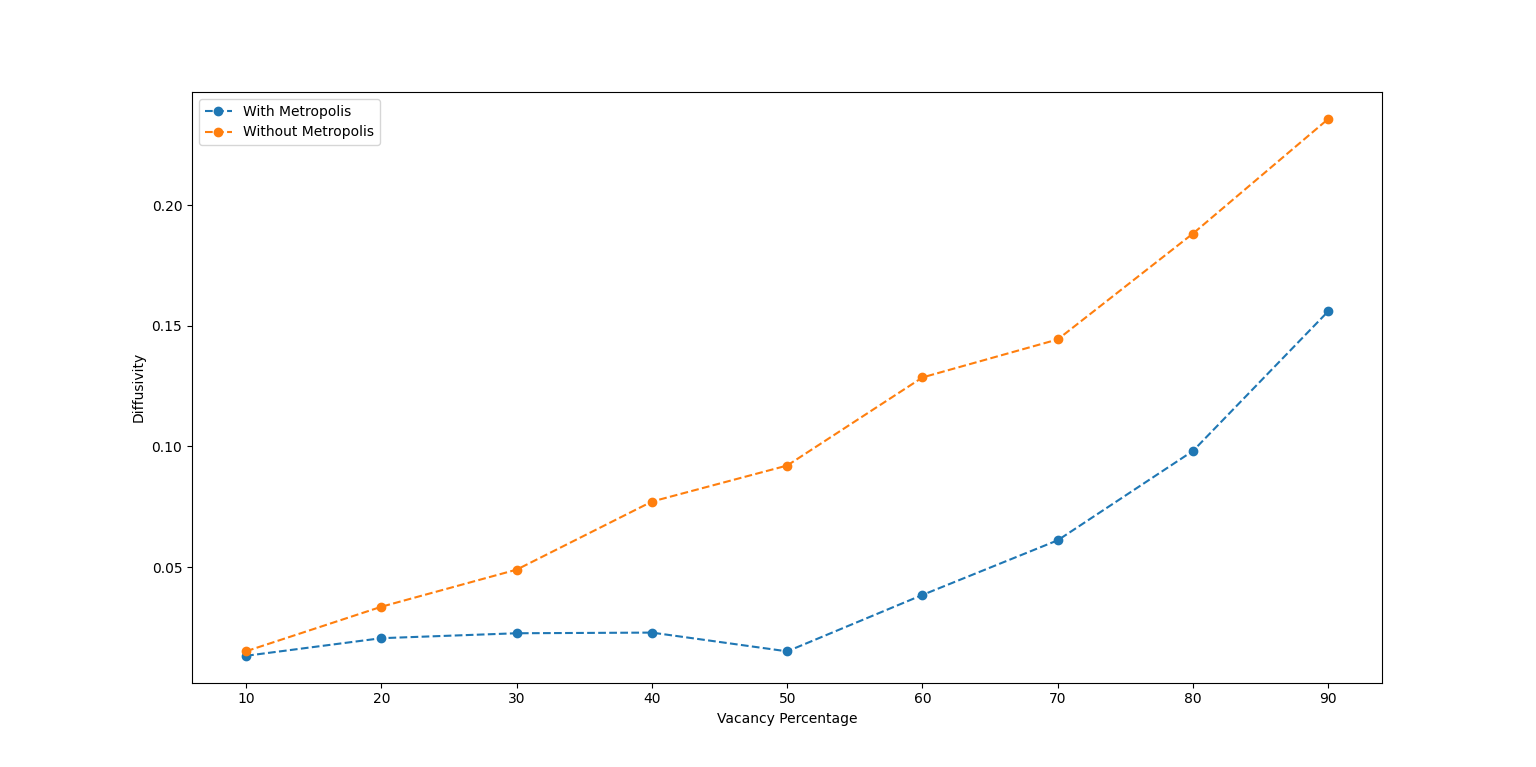 With Metropolis
Without Metropolis
0.20
0.15
0.10
0.05
Diffusivity
10 20 30 40 50 60 70 80 90
Vacancy Percentage